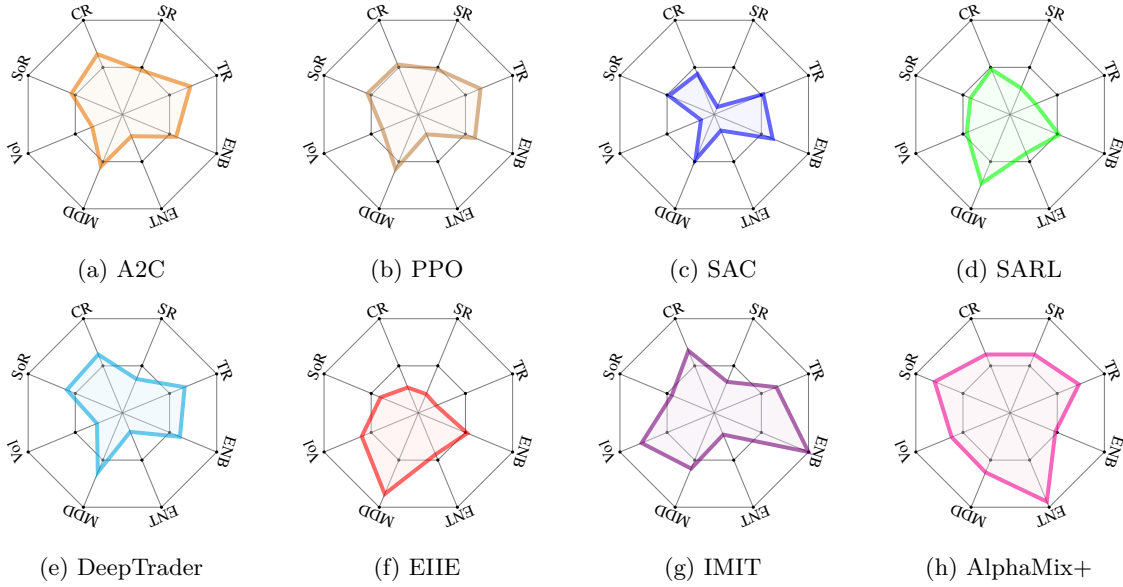 CR SR CR SR CR SR CR SR
SoR TR SoR TR SoR TR SoR TR
Vol ENB Vol ENB Vol ENB Vol ENB
MDD ENT MDD ENT MDD ENT MDD ENT
(a) A2C (b) PPO (c) SAC (d) SARL
CR SR CR SR CR SR CR SR
SoR TR SoR TR SoR TR SoR TR
Vol ENB Vol ENB Vol ENB Vol ENB
MDD ENT MDD ENT MDD ENT MDD ENT
(e) DeepTrader (f) EIIE (g) IMIT (h) AlphaMix+